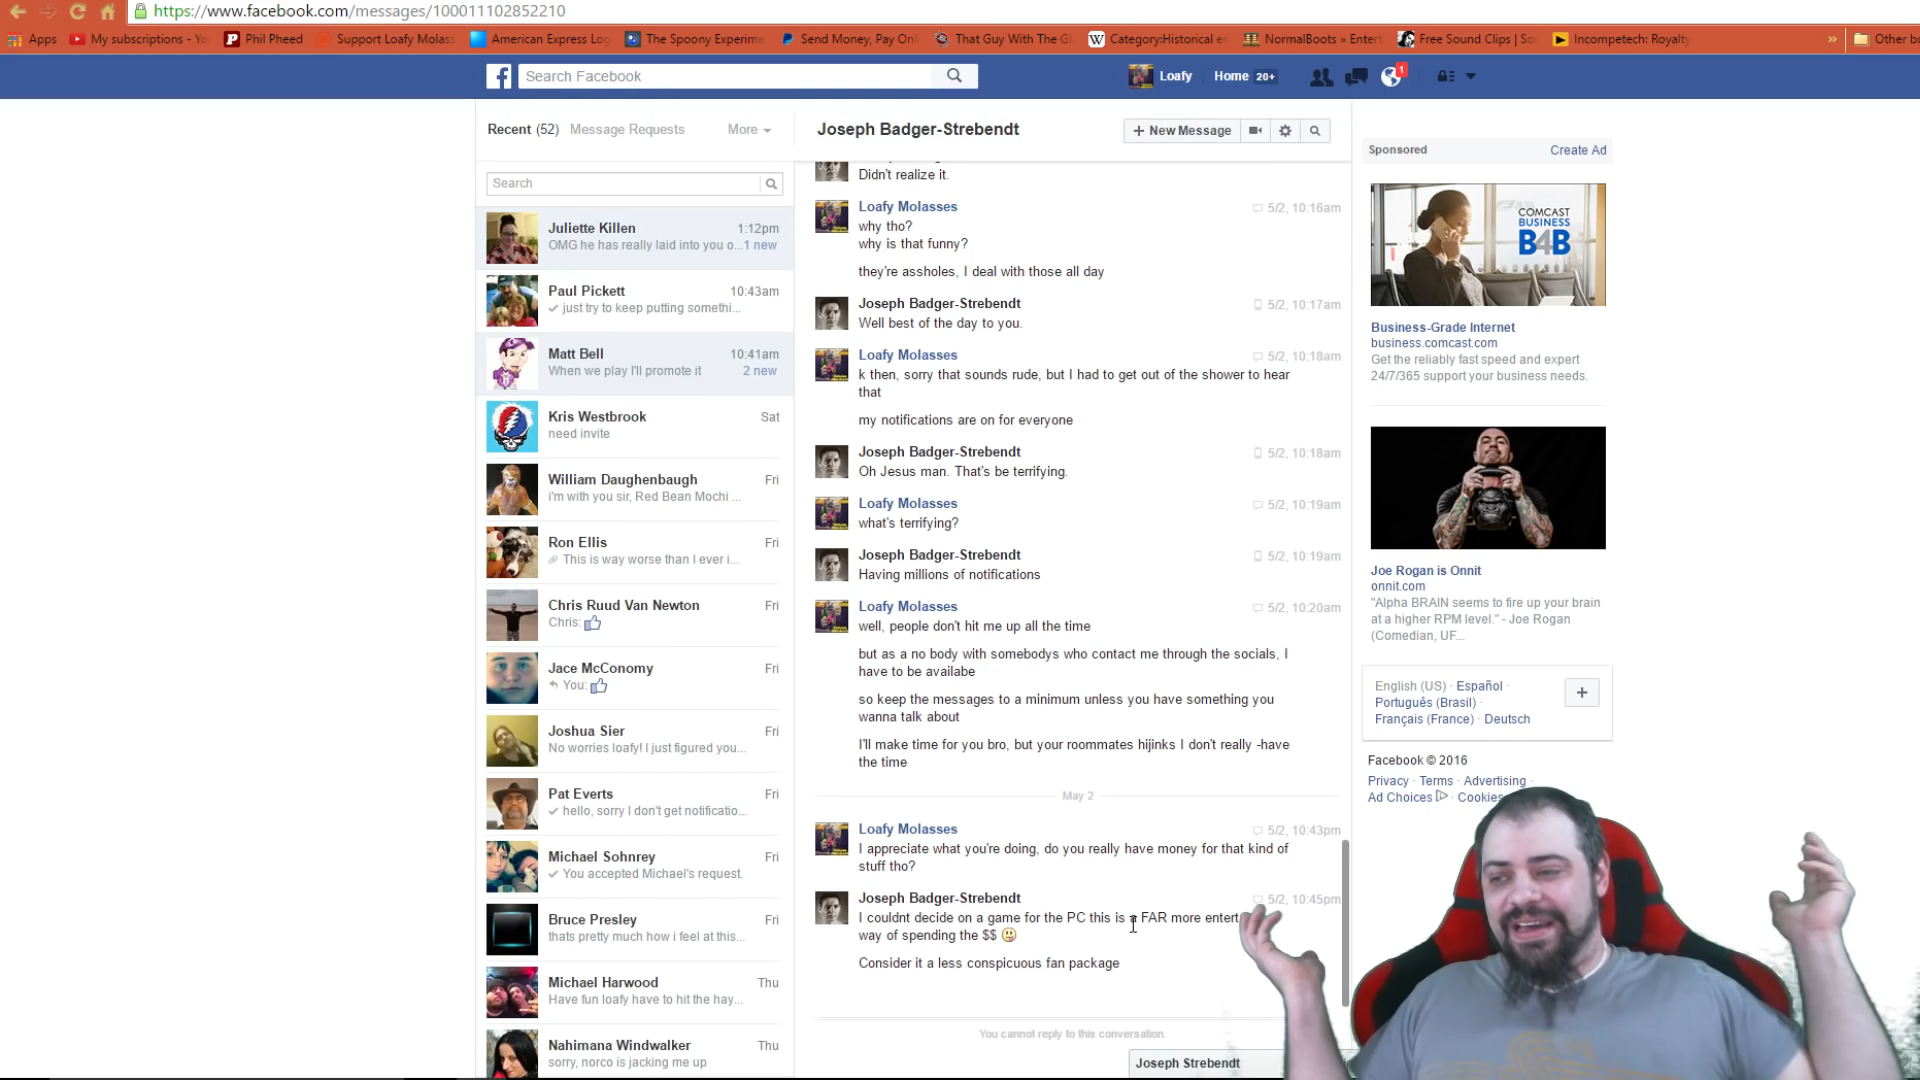 https://www.facebook.com/messages/100011102852210
Apps My subscriptions - Yo Phil Pheed Support Loafy Molass American Express Log The Spoony Experime Send Money, Pay Onl That Guy With The Gl Category:Historical e NormalBoots » Entert Free Sound Clips | So Incompetech: Royalty » Other bo
f Search Facebook Loafy Home 20+ 1
Recent (52) Message Requests More
Joseph Badger-Strebendt
+ New Message
Search
Juliette Killen 1:12pm
OMG he has really laid into you o... 1 new
Paul Pickett 10:43am
✓ just try to keep putting somethi...
Matt Bell 10:41am
When we play I'll promote it 2 new
Kris Westbrook Sat
need invite
William Daughenbaugh Fri
i'm with you sir, Red Bean Mochi ...
Ron Ellis Fri
This is way worse than I ever i...
Chris Ruud Van Newton Fri
Chris:
Jace McConomy Fri
You:
Joshua Sier Fri
No worries loafy! I just figured you...
Pat Everts Fri
✓ hello, sorry I don't get notificatio...
Michael Sohnrey Fri
✓ You accepted Michael's request.
Bruce Presley Fri
thats pretty much how i feel at this...
Michael Harwood Thu
Have fun loafy have to hit the hay...
Nahimana Windwalker Thu
sorry, norco is jacking me up
Didn't realize it.
Loafy Molasses 5/2, 10:16am
why tho?
why is that funny?
they're assholes, I deal with those all day
Joseph Badger-Strebendt 5/2, 10:17am
Well best of the day to you.
Loafy Molasses 5/2, 10:18am
k then, sorry that sounds rude, but I had to get out of the shower to hear
that
my notifications are on for everyone
Joseph Badger-Strebendt 5/2, 10:18am
Oh Jesus man. That's be terrifying.
Loafy Molasses 5/2, 10:19am
what's terrifying?
Joseph Badger-Strebendt 5/2, 10:19am
Having millions of notifications
Loafy Molasses 5/2, 10:20am
well, people don't hit me up all the time
but as a no body with somebodys who contact me through the socials, I
have to be availabe
so keep the messages to a minimum unless you have something you
wanna talk about
I'll make time for you bro, but your roommates hijinks I don't really -have
the time
May 2
Loafy Molasses 5/2, 10:43pm
I appreciate what you're doing, do you really have money for that kind of
stuff tho?
Joseph Badger-Strebendt 5/2, 10:45pm
I couldnt decide on a game for the PC this is a FAR more entert
way of spending the $$
Consider it a less conspicuous fan package
You cannot reply to this conversation.
Joseph Strebendt
Sponsored Create Ad
COMCAST
BUSINESS
B4B
Business-Grade Internet
business.comcast.com
Get the reliably fast speed and expert
24/7/365 support your business needs.
Joe Rogan is Onnit
onnit.com
"Alpha BRAIN seems to fire up your brain
at a higher RPM level." - Joe Rogan
(Comedian, UF...
English (US) · Español ·
Português (Brasil) ·
Français (France) · Deutsch
Facebook © 2016
Privacy · Terms · Advertising ·
Ad Choices Cookies